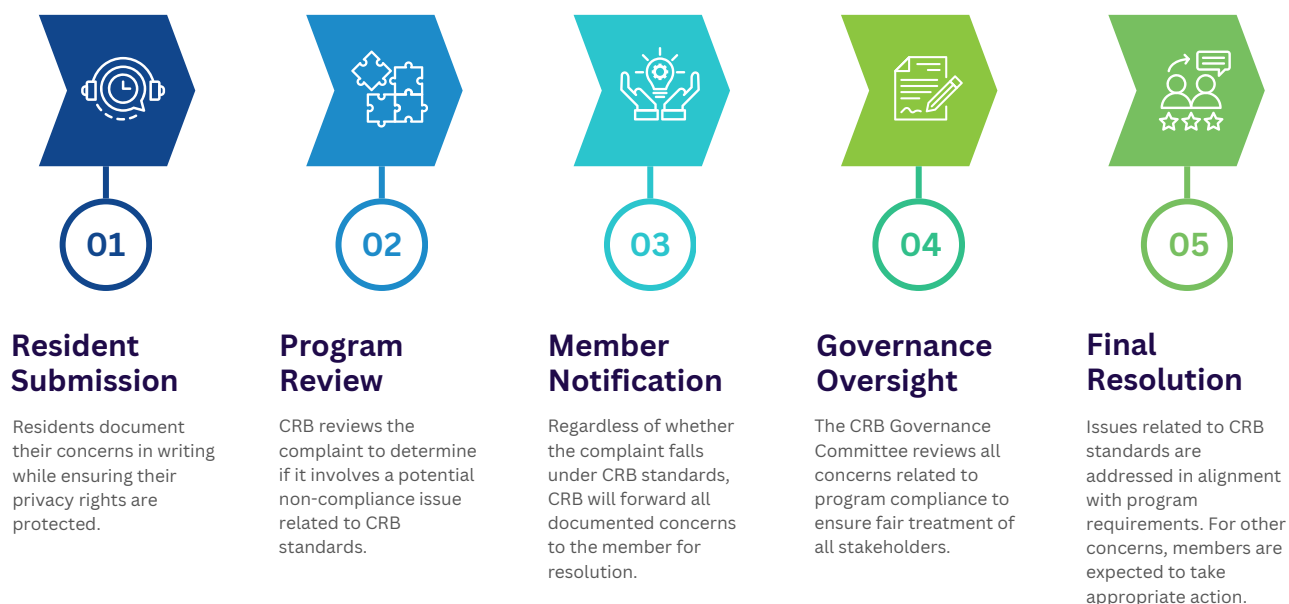 01
Resident
Submission
Residents document
their concerns in writing
while ensuring their
privacy rights are
protected.
02
Program
Review
CRB reviews the
complaint to determine
if it involves a potential
non-compliance issue
related to CRB
standards.
03
Member
Notification
Regardless of whether
the complaint falls
under CRB standards,
CRB will forward all
documented concerns
to the member for
resolution.
04
Governance
Oversight
The CRB Governance
Committee reviews all
concerns related to
program compliance to
ensure fair treatment of
all stakeholders.
05
Final
Resolution
Issues related to CRB
standards are
addressed in alignment
with program
requirements. For other
concerns, members are
expected to take
appropriate action.